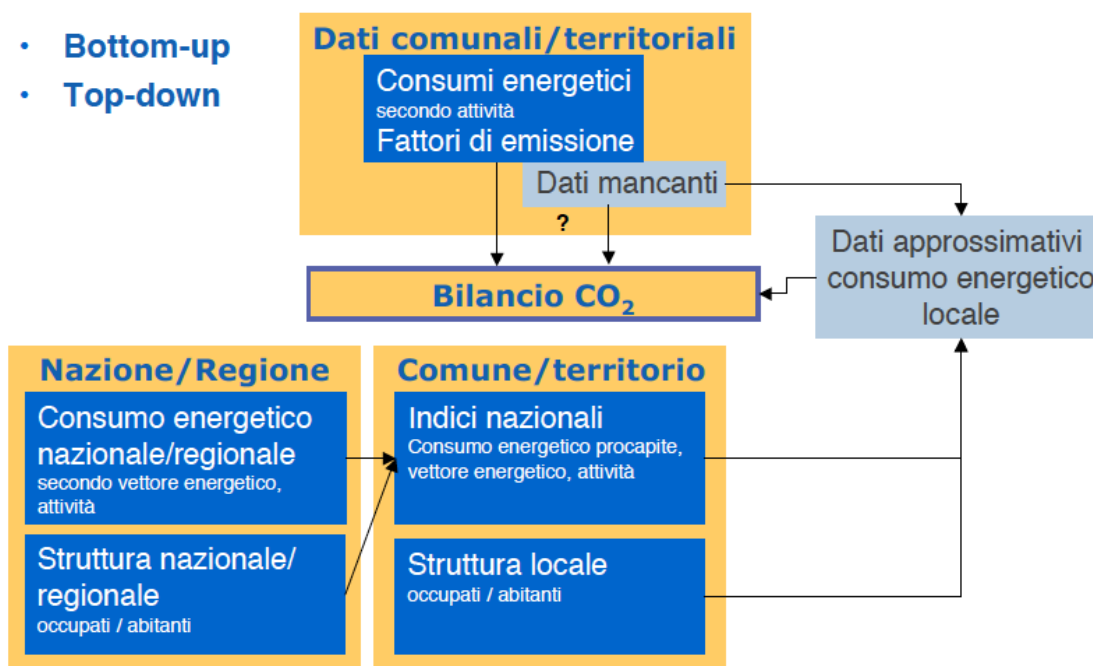 • Bottom-up
• Top-down
Dati comunali/territoriali
Consumi energetici
secondo attività
Fattori di emissione
Dati mancanti
?
Dati approssimativi
consumo energetico
locale
Bilancio CO₂
Nazione/Regione
Consumo energetico
nazionale/regionale
secondo vettore energetico,
attività
Struttura nazionale/
regionale
occupati / abitanti
Comune/territorio
Indici nazionali
Consumo energetico procapite,
vettore energetico, attività
Struttura locale
occupati / abitanti